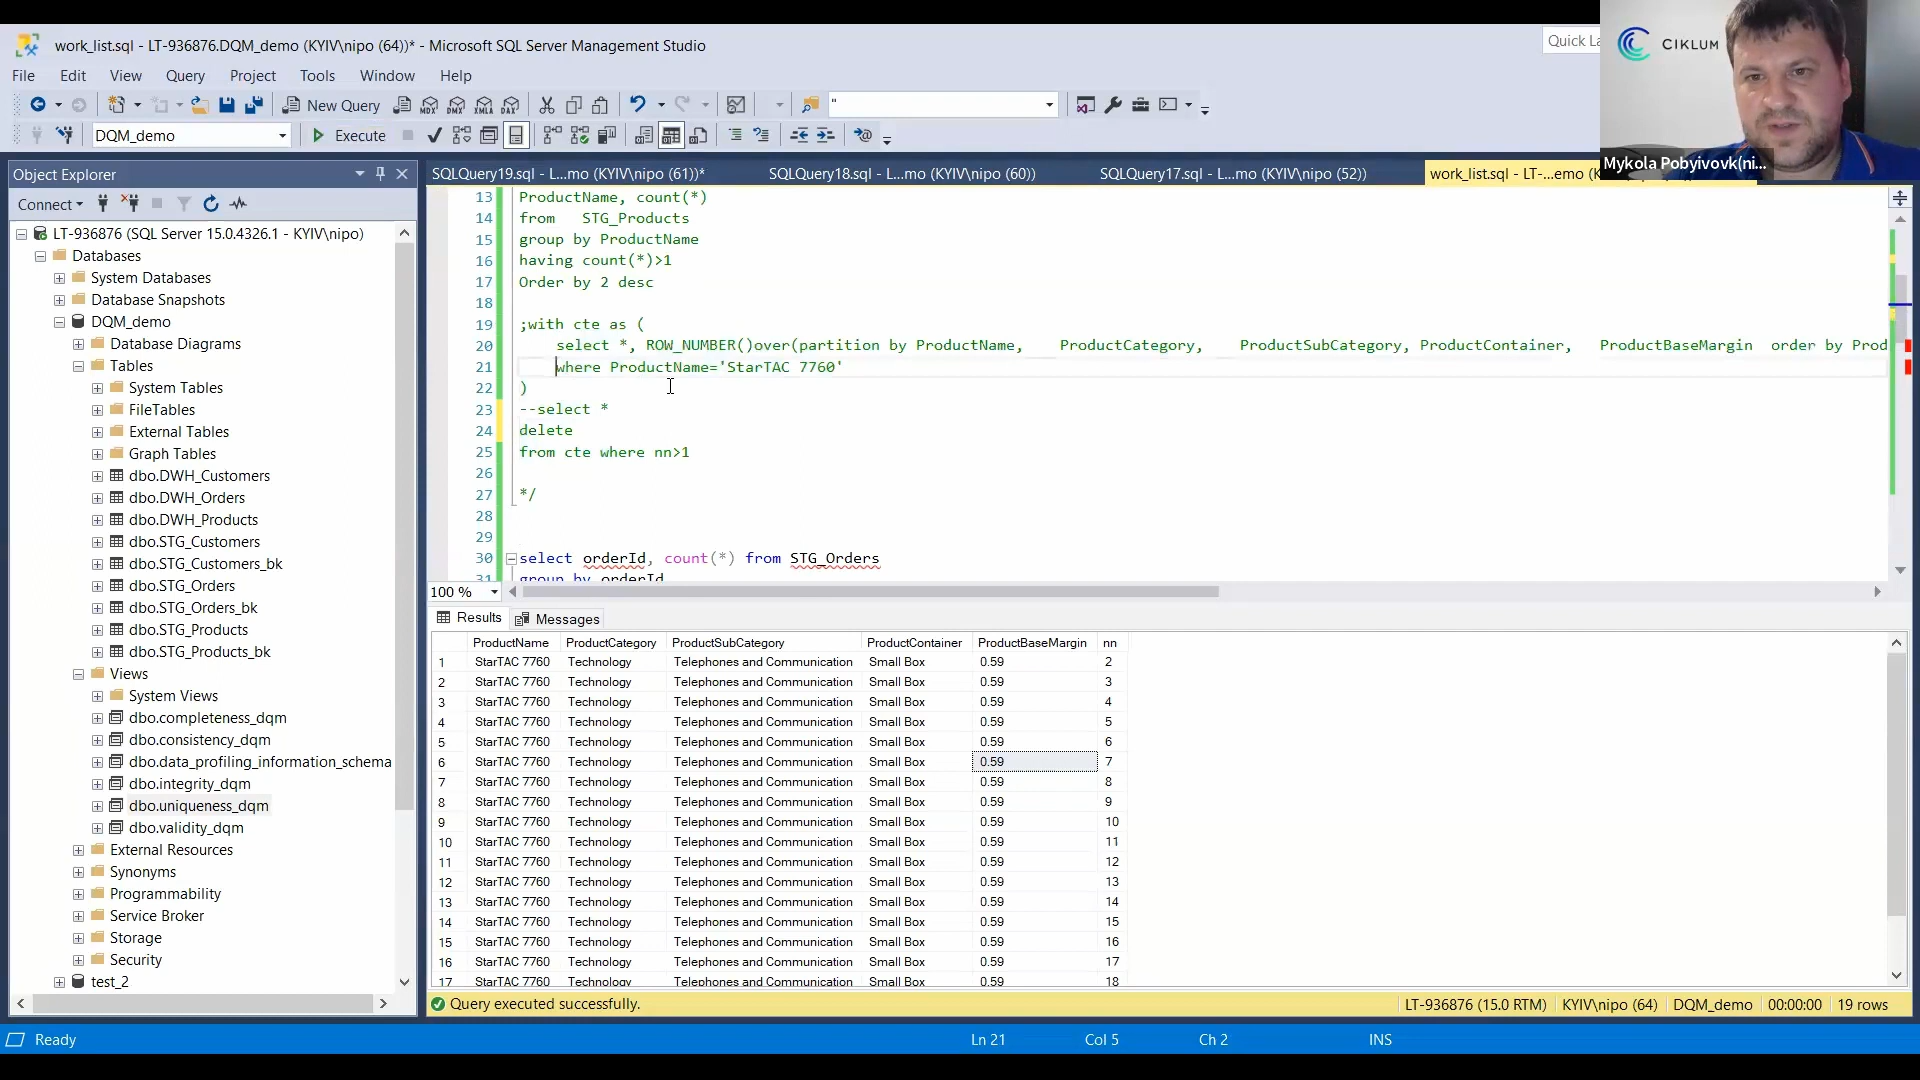 work_list.sql - LT-936876.DQM_demo (KYIV\nipo (64))* - Microsoft SQL Server Management Studio
Quick La
CIKLUM
File Edit View Query Project Tools Window Help
New Query
MDX DMX XMLA DAX
"
DQM_demo
Execute
Mykola Pobyivovk(ni...
Object Explorer
SQLQuery19.sql - L...mo (KYIV\nipo (61))* SQLQuery18.sql - L...mo (KYIV\nipo (60)) SQLQuery17.sql - L...mo (KYIV\nipo (52)) work_list.sql - LT-...emo (K
Connect
LT-936876 (SQL Server 15.0.4326.1 - KYIV\nipo)
Databases
System Databases
Database Snapshots
DQM_demo
Database Diagrams
Tables
System Tables
FileTables
External Tables
Graph Tables
dbo.DWH_Customers
dbo.DWH_Orders
dbo.DWH_Products
dbo.STG_Customers
dbo.STG_Customers_bk
dbo.STG_Orders
dbo.STG_Orders_bk
dbo.STG_Products
dbo.STG_Products_bk
Views
System Views
dbo.completeness_dqm
dbo.consistency_dqm
dbo.data_profiling_information_schema
dbo.integrity_dqm
dbo.uniqueness_dqm
dbo.validity_dqm
External Resources
Synonyms
Programmability
Service Broker
Storage
Security
test_2
13 ProductName, count(*)
14 from STG_Products
15 group by ProductName
16 having count(*)>1
17 Order by 2 desc
18
19 ;with cte as (
20 select *, ROW_NUMBER()over(partition by ProductName, ProductCategory, ProductSubCategory, ProductContainer, ProductBaseMargin order by Prod
21 where ProductName='StarTAC 7760'
22 )
23 --select *
24 delete
25 from cte where nn>1
26
27 */
28
29
30 select orderId, count(*) from STG_Orders
31 group by orderId
100 %
Results Messages
ProductName ProductCategory ProductSubCategory ProductContainer ProductBaseMargin nn
1 StarTAC 7760 Technology Telephones and Communication Small Box 0.59 2
2 StarTAC 7760 Technology Telephones and Communication Small Box 0.59 3
3 StarTAC 7760 Technology Telephones and Communication Small Box 0.59 4
4 StarTAC 7760 Technology Telephones and Communication Small Box 0.59 5
5 StarTAC 7760 Technology Telephones and Communication Small Box 0.59 6
6 StarTAC 7760 Technology Telephones and Communication Small Box 0.59 7
7 StarTAC 7760 Technology Telephones and Communication Small Box 0.59 8
8 StarTAC 7760 Technology Telephones and Communication Small Box 0.59 9
9 StarTAC 7760 Technology Telephones and Communication Small Box 0.59 10
10 StarTAC 7760 Technology Telephones and Communication Small Box 0.59 11
11 StarTAC 7760 Technology Telephones and Communication Small Box 0.59 12
12 StarTAC 7760 Technology Telephones and Communication Small Box 0.59 13
13 StarTAC 7760 Technology Telephones and Communication Small Box 0.59 14
14 StarTAC 7760 Technology Telephones and Communication Small Box 0.59 15
15 StarTAC 7760 Technology Telephones and Communication Small Box 0.59 16
16 StarTAC 7760 Technology Telephones and Communication Small Box 0.59 17
17 StarTAC 7760 Technology Telephones and Communication Small Box 0.59 18
Query executed successfully. LT-936876 (15.0 RTM) KYIV\nipo (64) DQM_demo 00:00:00 19 rows
Ready Ln 21 Col 5 Ch 2 INS